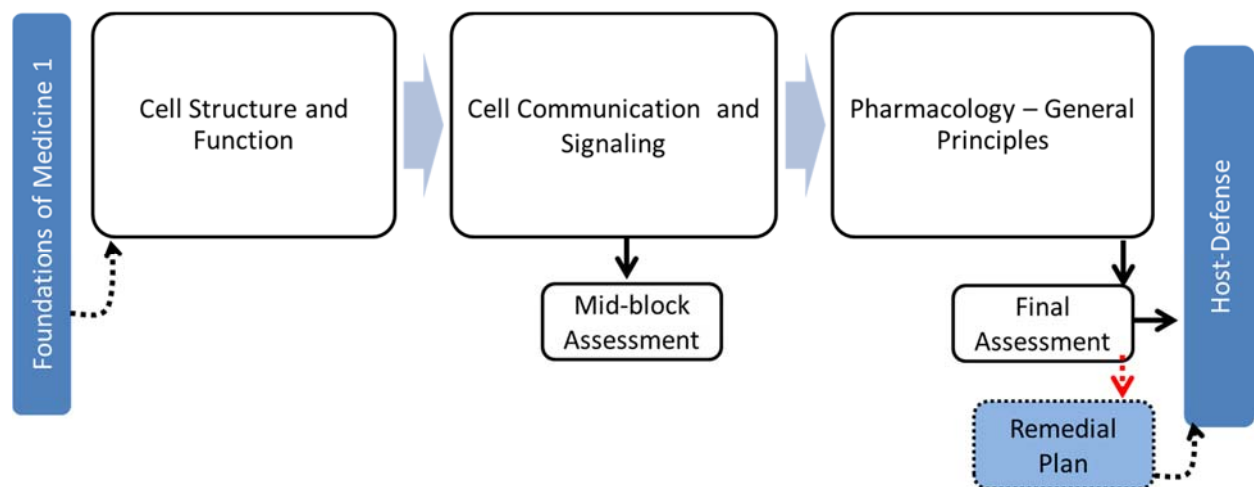 Foundations of Medicine 1
Cell Structure and
Function
Cell Communication and
Signaling
Pharmacology – General
Principles
Mid-block
Assessment
Final
Assessment
Remedial
Plan
Host-Defense